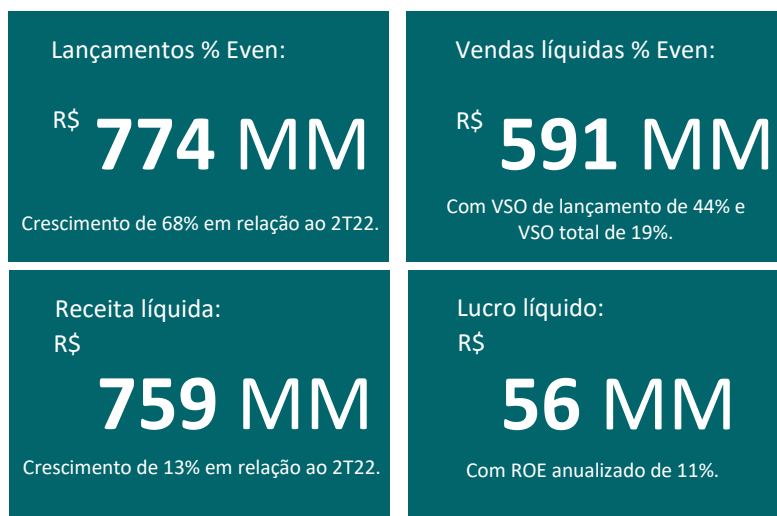 Lançamentos % Even:
R$ 774 MM
Crescimento de 68% em relação ao 2T22.
Vendas líquidas % Even:
R$ 591 MM
Com VSO de lançamento de 44% e
VSO total de 19%.
Receita líquida:
R$
759 MM
Crescimento de 13% em relação ao 2T22.
Lucro líquido:
R$
56 MM
Com ROE anualizado de 11%.